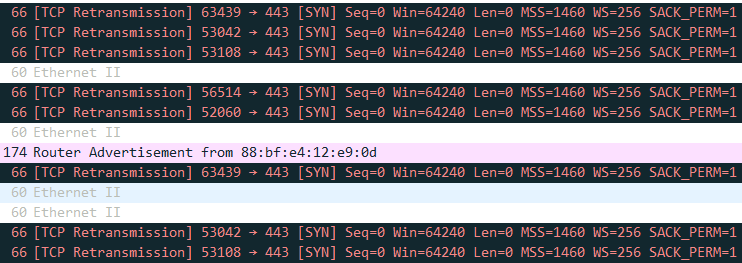 66 [TCP Retransmission] 63439 → 443 [SYN] Seq=0 Win=64240 Len=0 MSS=1460 WS=256 SACK_PERM=1
66 [TCP Retransmission] 53042 → 443 [SYN] Seq=0 Win=64240 Len=0 MSS=1460 WS=256 SACK_PERM=1
66 [TCP Retransmission] 53108 → 443 [SYN] Seq=0 Win=64240 Len=0 MSS=1460 WS=256 SACK_PERM=1
60 Ethernet II
66 [TCP Retransmission] 56514 → 443 [SYN] Seq=0 Win=64240 Len=0 MSS=1460 WS=256 SACK_PERM=1
66 [TCP Retransmission] 52060 → 443 [SYN] Seq=0 Win=64240 Len=0 MSS=1460 WS=256 SACK_PERM=1
60 Ethernet II
174 Router Advertisement from 88:bf:e4:12:e9:0d
66 [TCP Retransmission] 63439 → 443 [SYN] Seq=0 Win=64240 Len=0 MSS=1460 WS=256 SACK_PERM=1
60 Ethernet II
60 Ethernet II
66 [TCP Retransmission] 53042 → 443 [SYN] Seq=0 Win=64240 Len=0 MSS=1460 WS=256 SACK_PERM=1
66 [TCP Retransmission] 53108 → 443 [SYN] Seq=0 Win=64240 Len=0 MSS=1460 WS=256 SACK_PERM=1